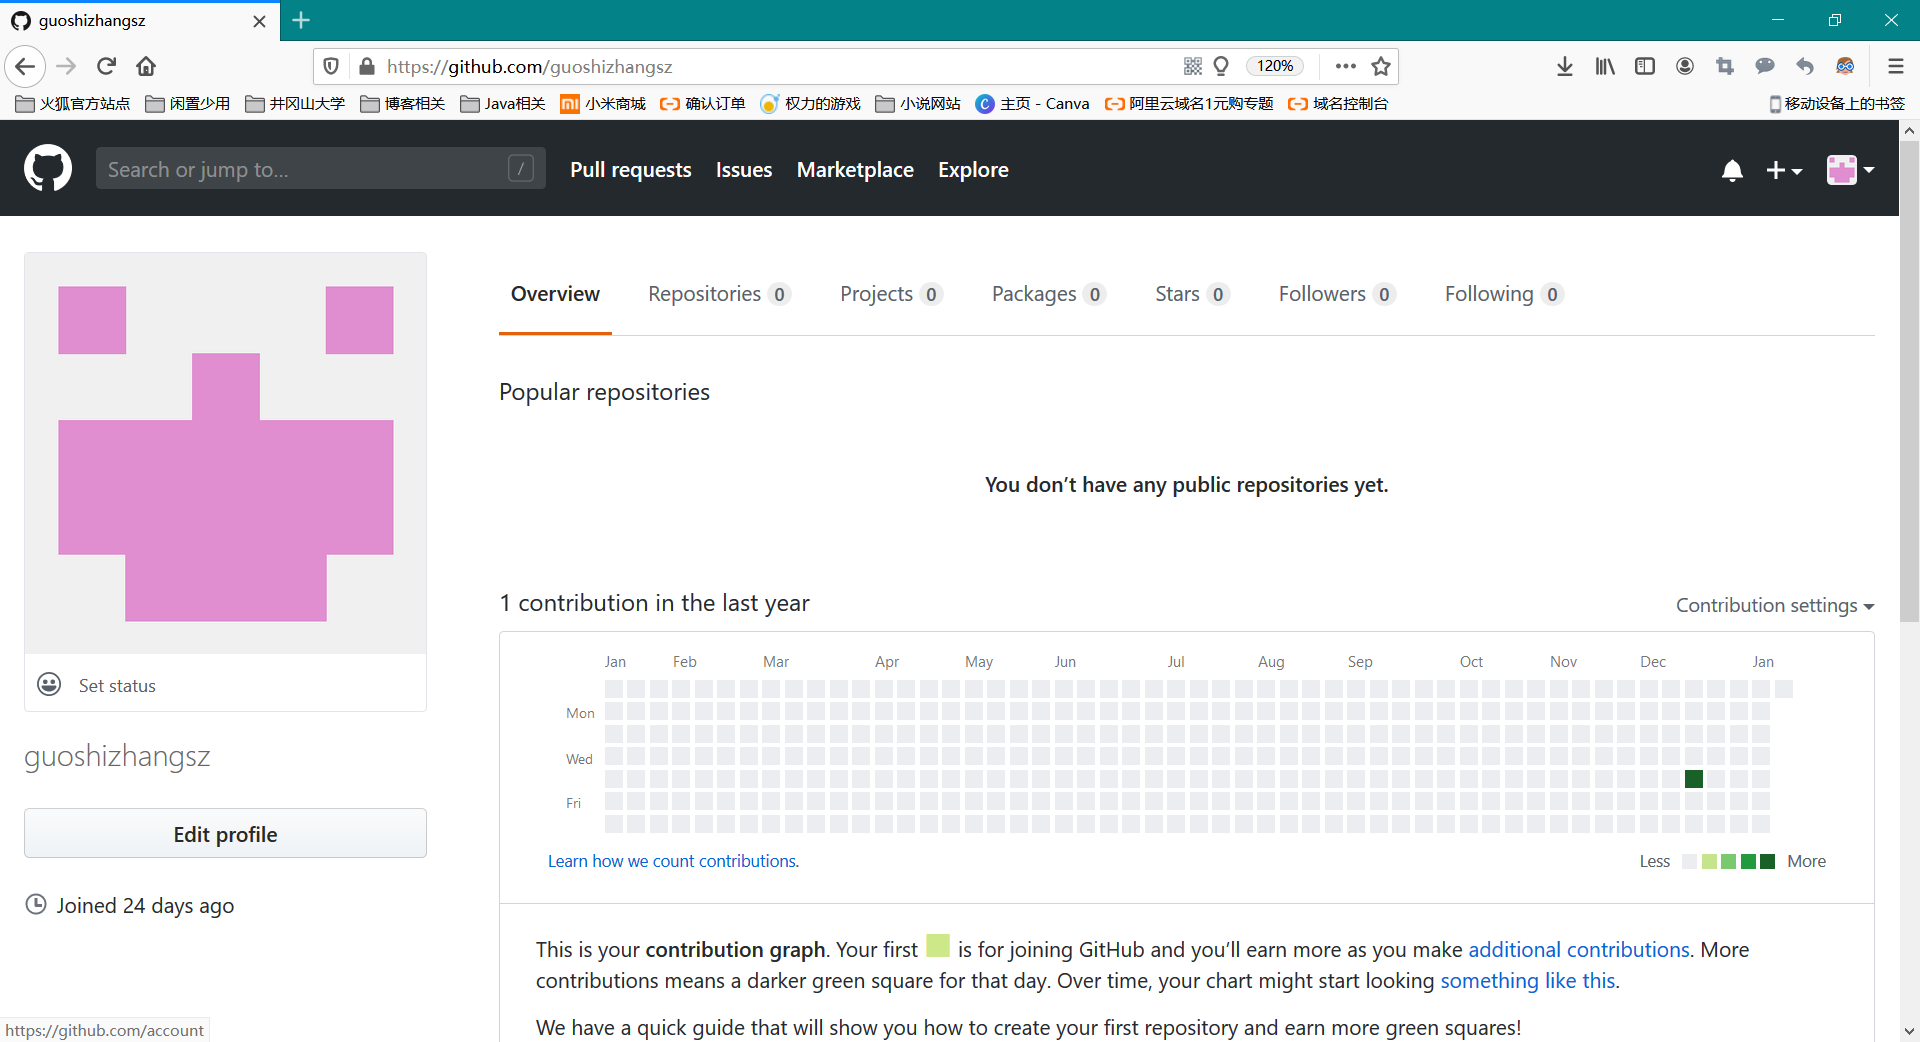 guoshizhangsz
https://github.com/guoshizhangsz
120%
火狐官方站点 闲置少用 井冈山大学 博客相关 Java相关 小米商城 确认订单 权力的游戏 小说网站 主页 - Canva 阿里云域名1元购专题 域名控制台 移动设备上的书签
Search or jump to... / Pull requests Issues Marketplace Explore
Overview Repositories 0 Projects 0 Packages 0 Stars 0 Followers 0 Following 0
Popular repositories
You don’t have any public repositories yet.
1 contribution in the last year
Contribution settings
Jan Feb Mar Apr May Jun Jul Aug Sep Oct Nov Dec Jan
Mon
Wed
Fri
Learn how we count contributions.
Less More
This is your contribution graph. Your first is for joining GitHub and you’ll earn more as you make additional contributions. More
contributions means a darker green square for that day. Over time, your chart might start looking something like this.
We have a quick guide that will show you how to create your first repository and earn more green squares!
Set status
guoshizhangsz
Edit profile
Joined 24 days ago
https://github.com/account